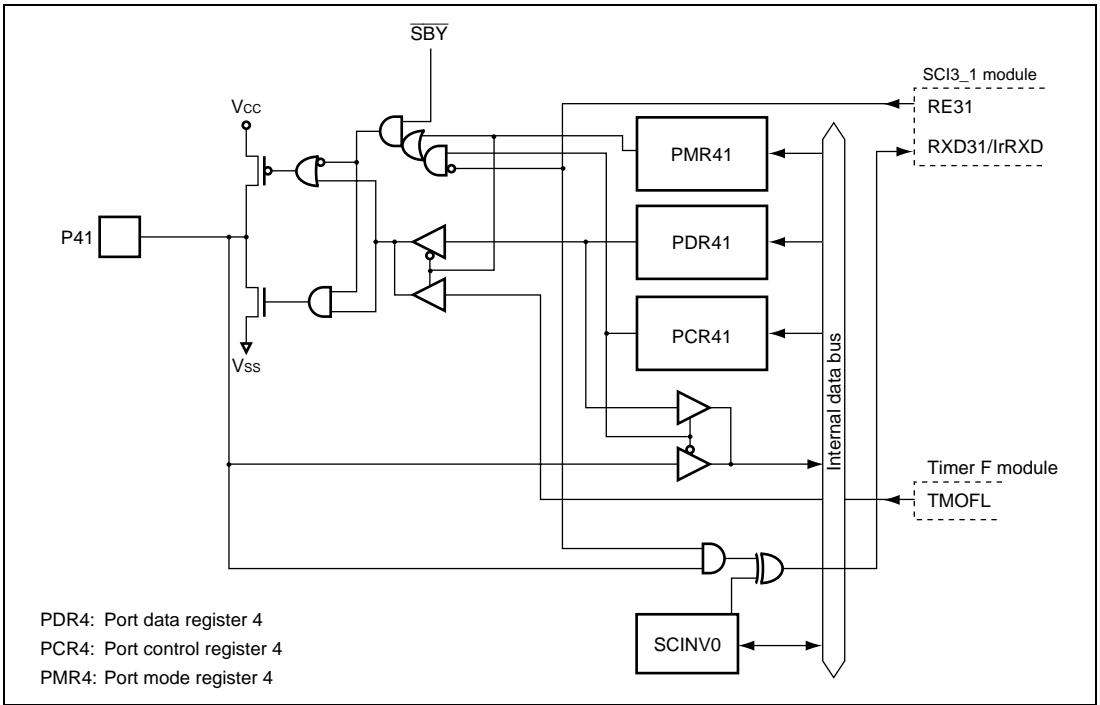 SBY
SCI3_1 module
RE31
RXD31/IrRXD
VCC
PMR41
P41
PDR41
PCR41
VSS
Internal data bus
Timer F module
TMOFL
SCINV0
PDR4: Port data register 4
PCR4: Port control register 4
PMR4: Port mode register 4